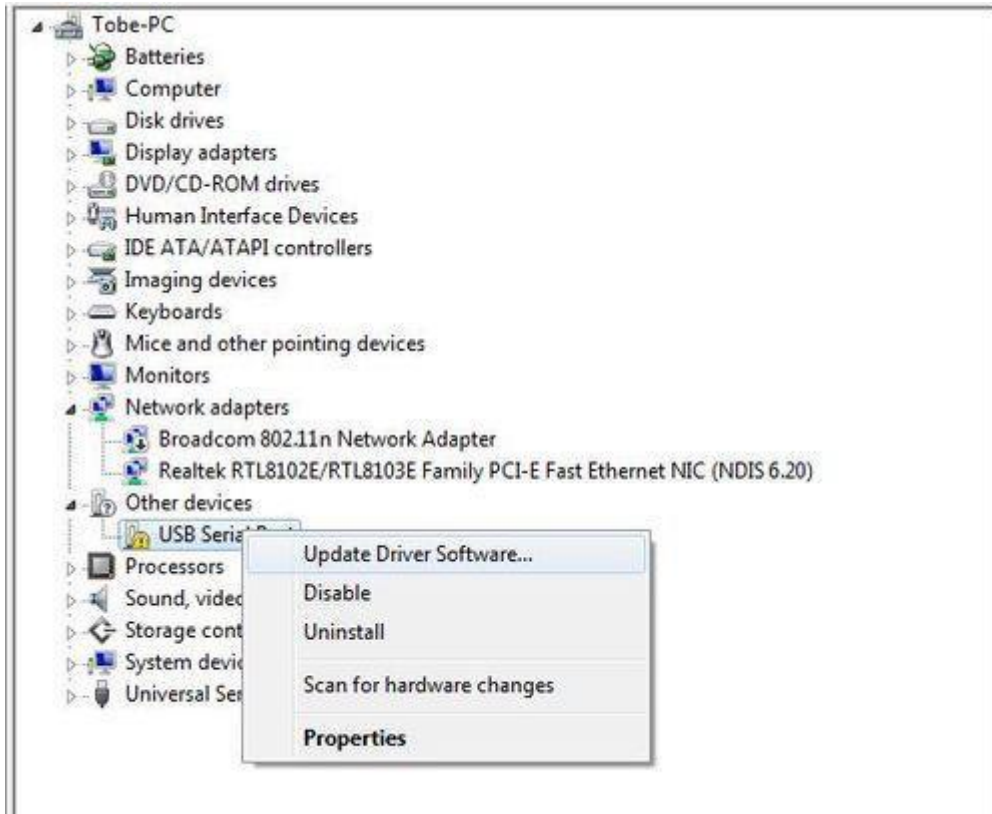 Tobe-PC
Batteries
Computer
Disk drives
Display adapters
DVD/CD-ROM drives
Human Interface Devices
IDE ATA/ATAPI controllers
Imaging devices
Keyboards
Mice and other pointing devices
Monitors
Network adapters
Broadcom 802.11n Network Adapter
Realtek RTL8102E/RTL8103E Family PCI-E Fast Ethernet NIC (NDIS 6.20)
Other devices
USB Serial
Processors
Sound, video
Storage cont
System devic
Universal Ser
Update Driver Software...
Disable
Uninstall
Scan for hardware changes
Properties